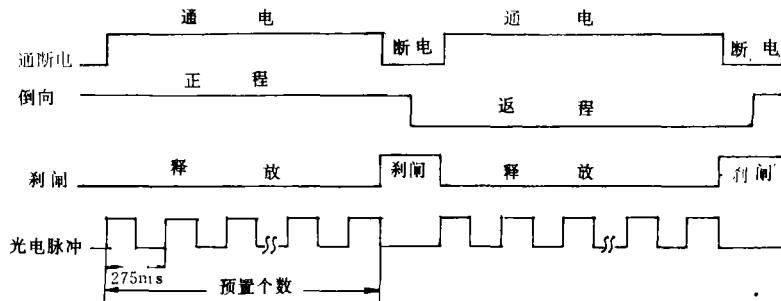 通 电
通 电
通断电
断电
断电
倒向
正 程
返 程
刹闸
释 放
刹闸
释 放
刹闸
光电脉冲
275ms
预置个数